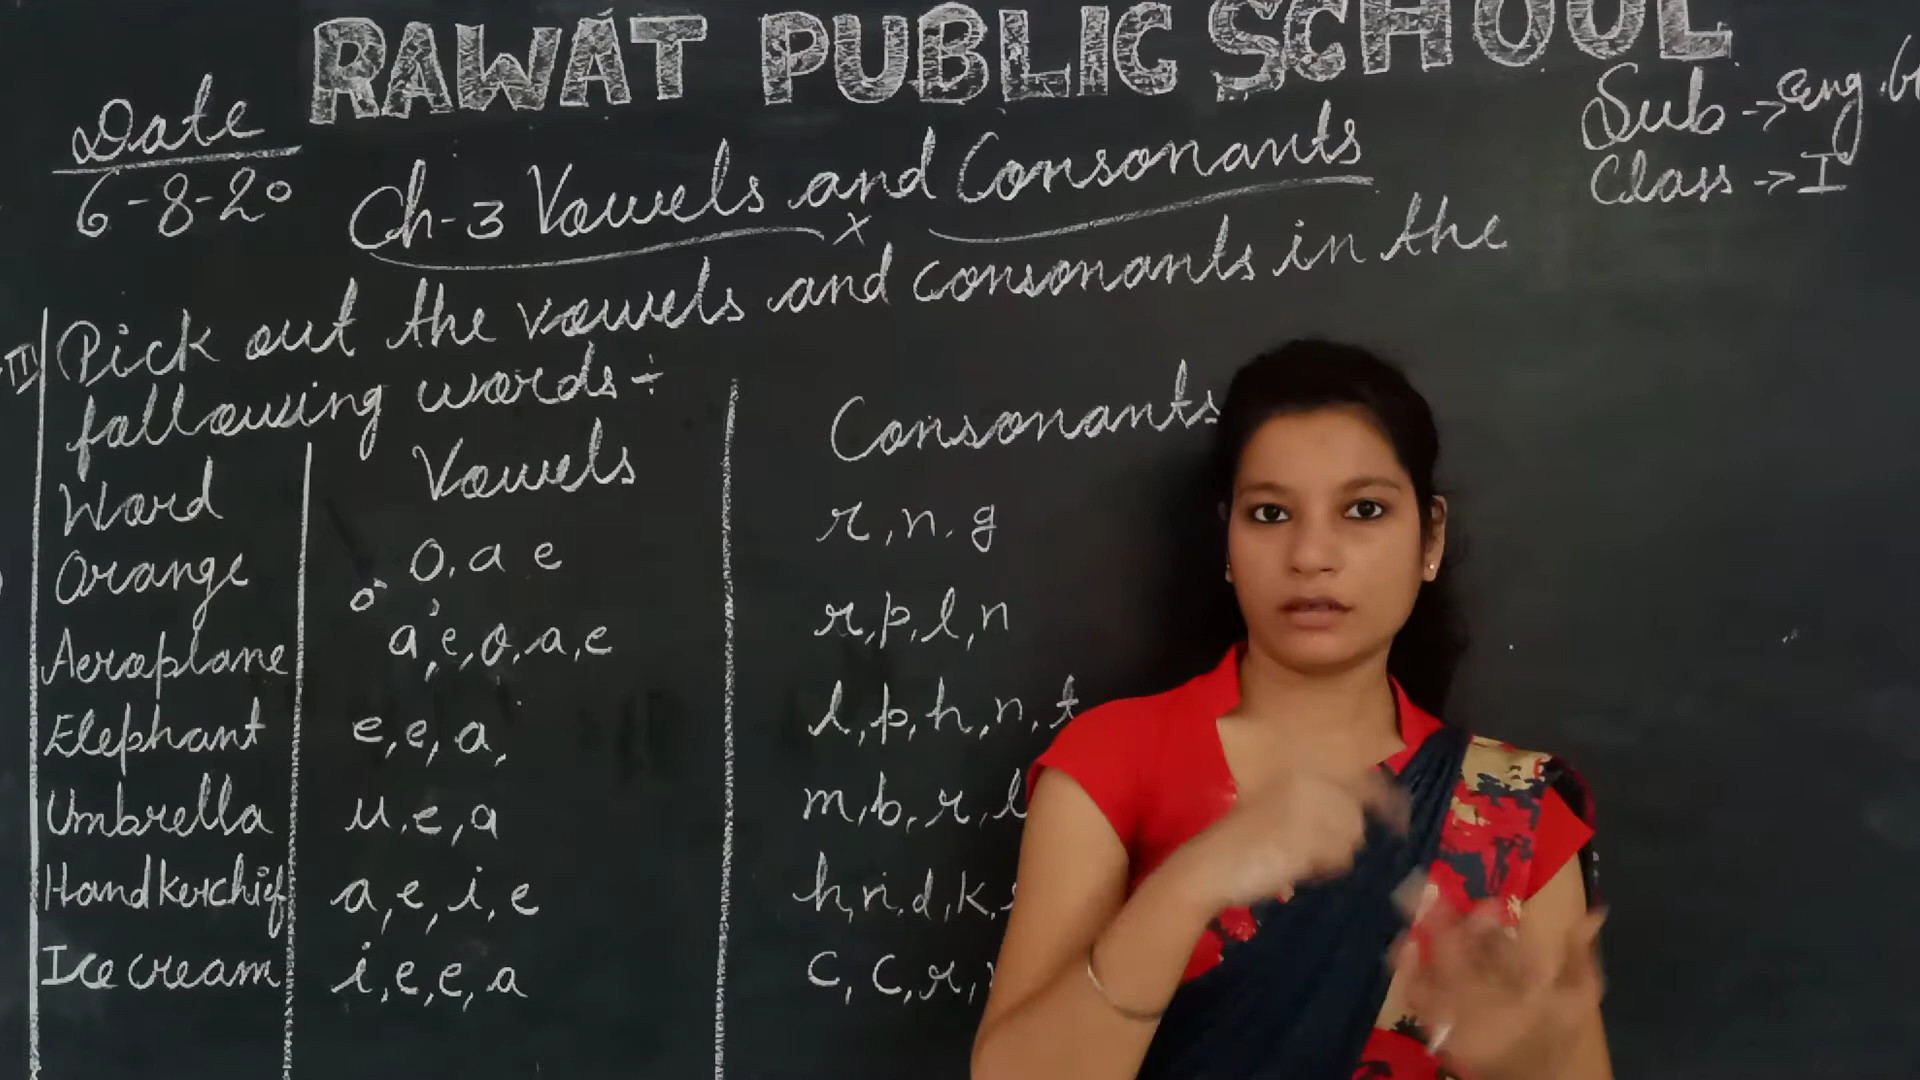 RAWAT PUBLIC SCHOOL
Date
6-8-20
Sub → Eng.
Class → I
Ch-3 Vowels and Consonants
x
II Pick out the vowels and consonants in the
following words÷
Word Vowels Consonants
Orange O, a e r, n, g
Aeroplane a, e, o, a, e r, p, l, n
Elephant e, e, a, l, p, h, n, t
Umbrella u, e, a m, b, r, l
Handkerchief a, e, i, e h, n, d, k,
Ice cream i, e, e, a c, c, r,